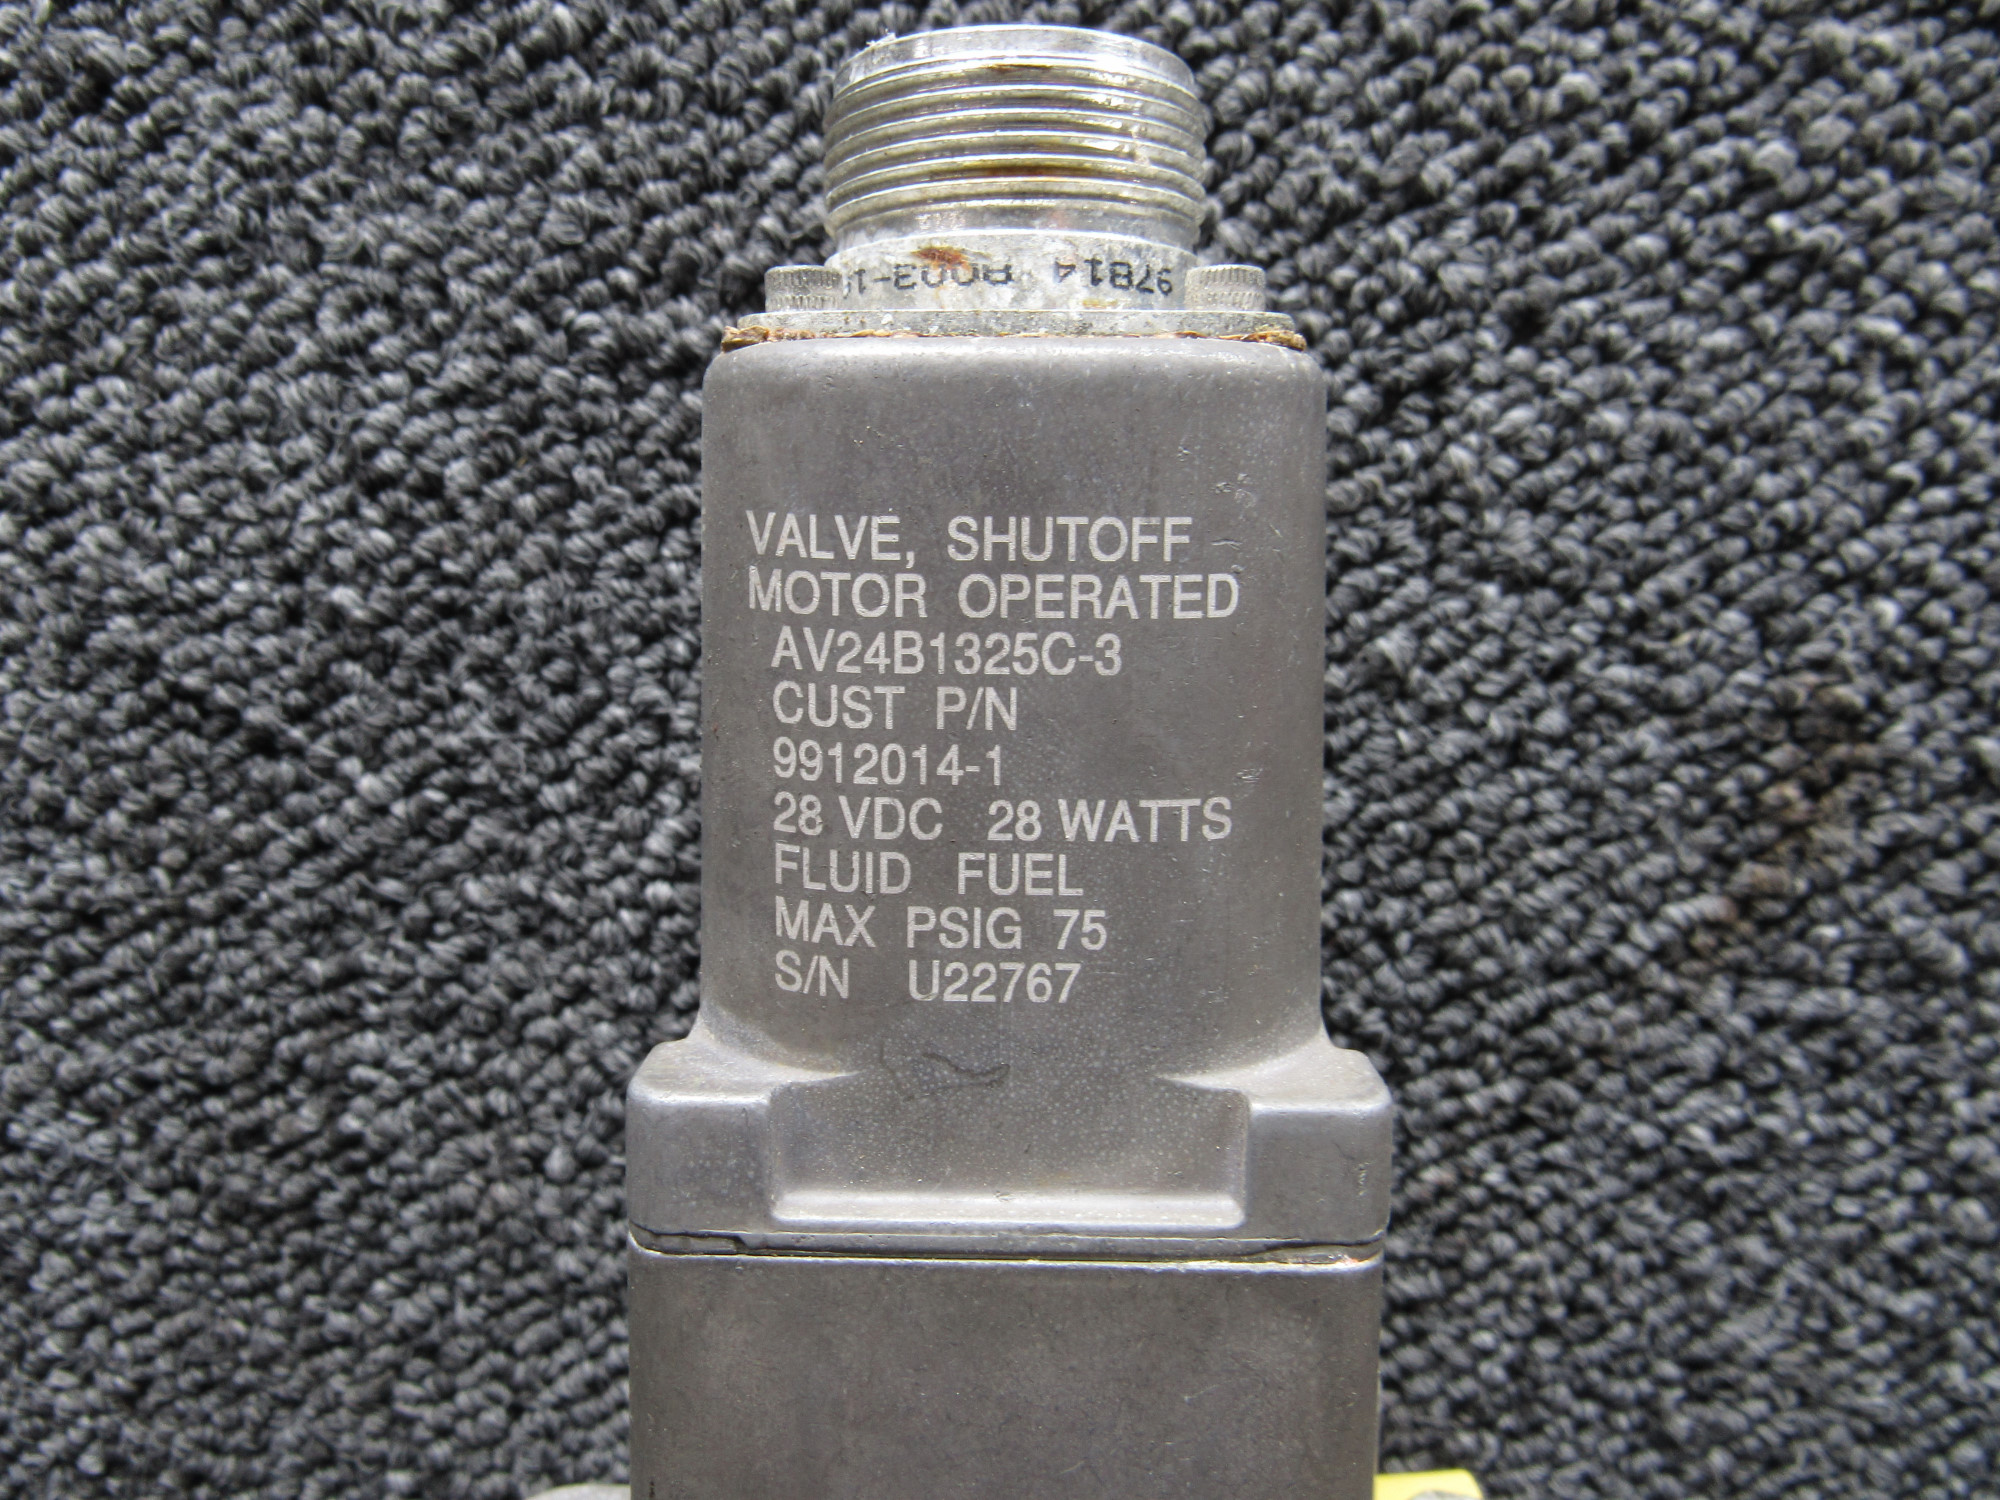 97B14
VALVE, SHUTOFF
MOTOR OPERATED
AV24B1325C-3
CUST P/N
9912014-1
28 VDC 28 WATTS
FLUID FUEL
MAX PSIG 75
S/N U22767